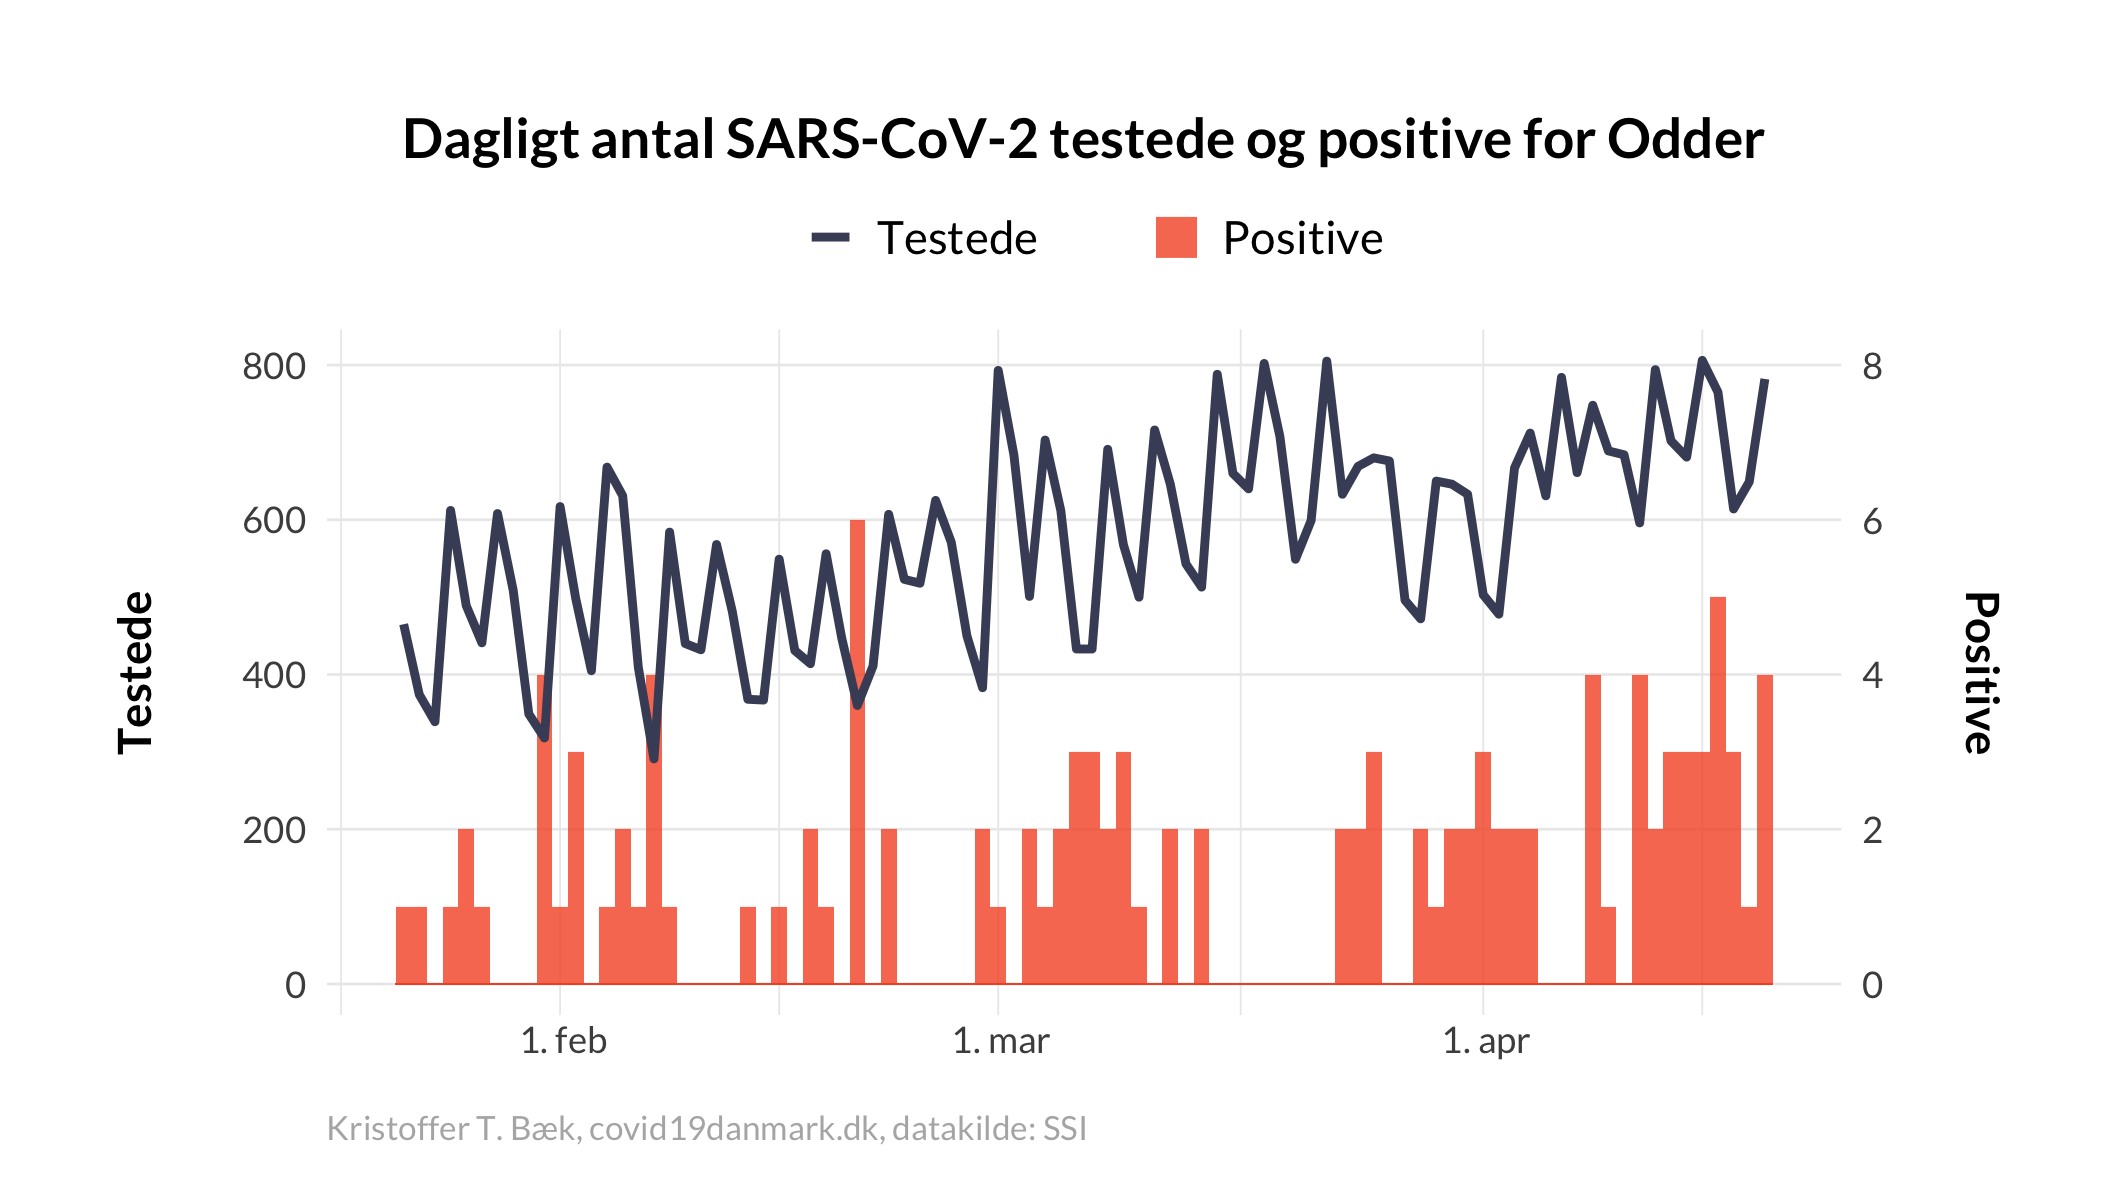 Dagligt antal SARS-CoV-2 testede og positive for Odder
Testede Positive
800 8
600 6
400 4
200 2
0 0
Testede
Positive
1. feb 1. mar 1. apr
Kristoffer T. Bæk, covid19danmark.dk, datakilde: SSI